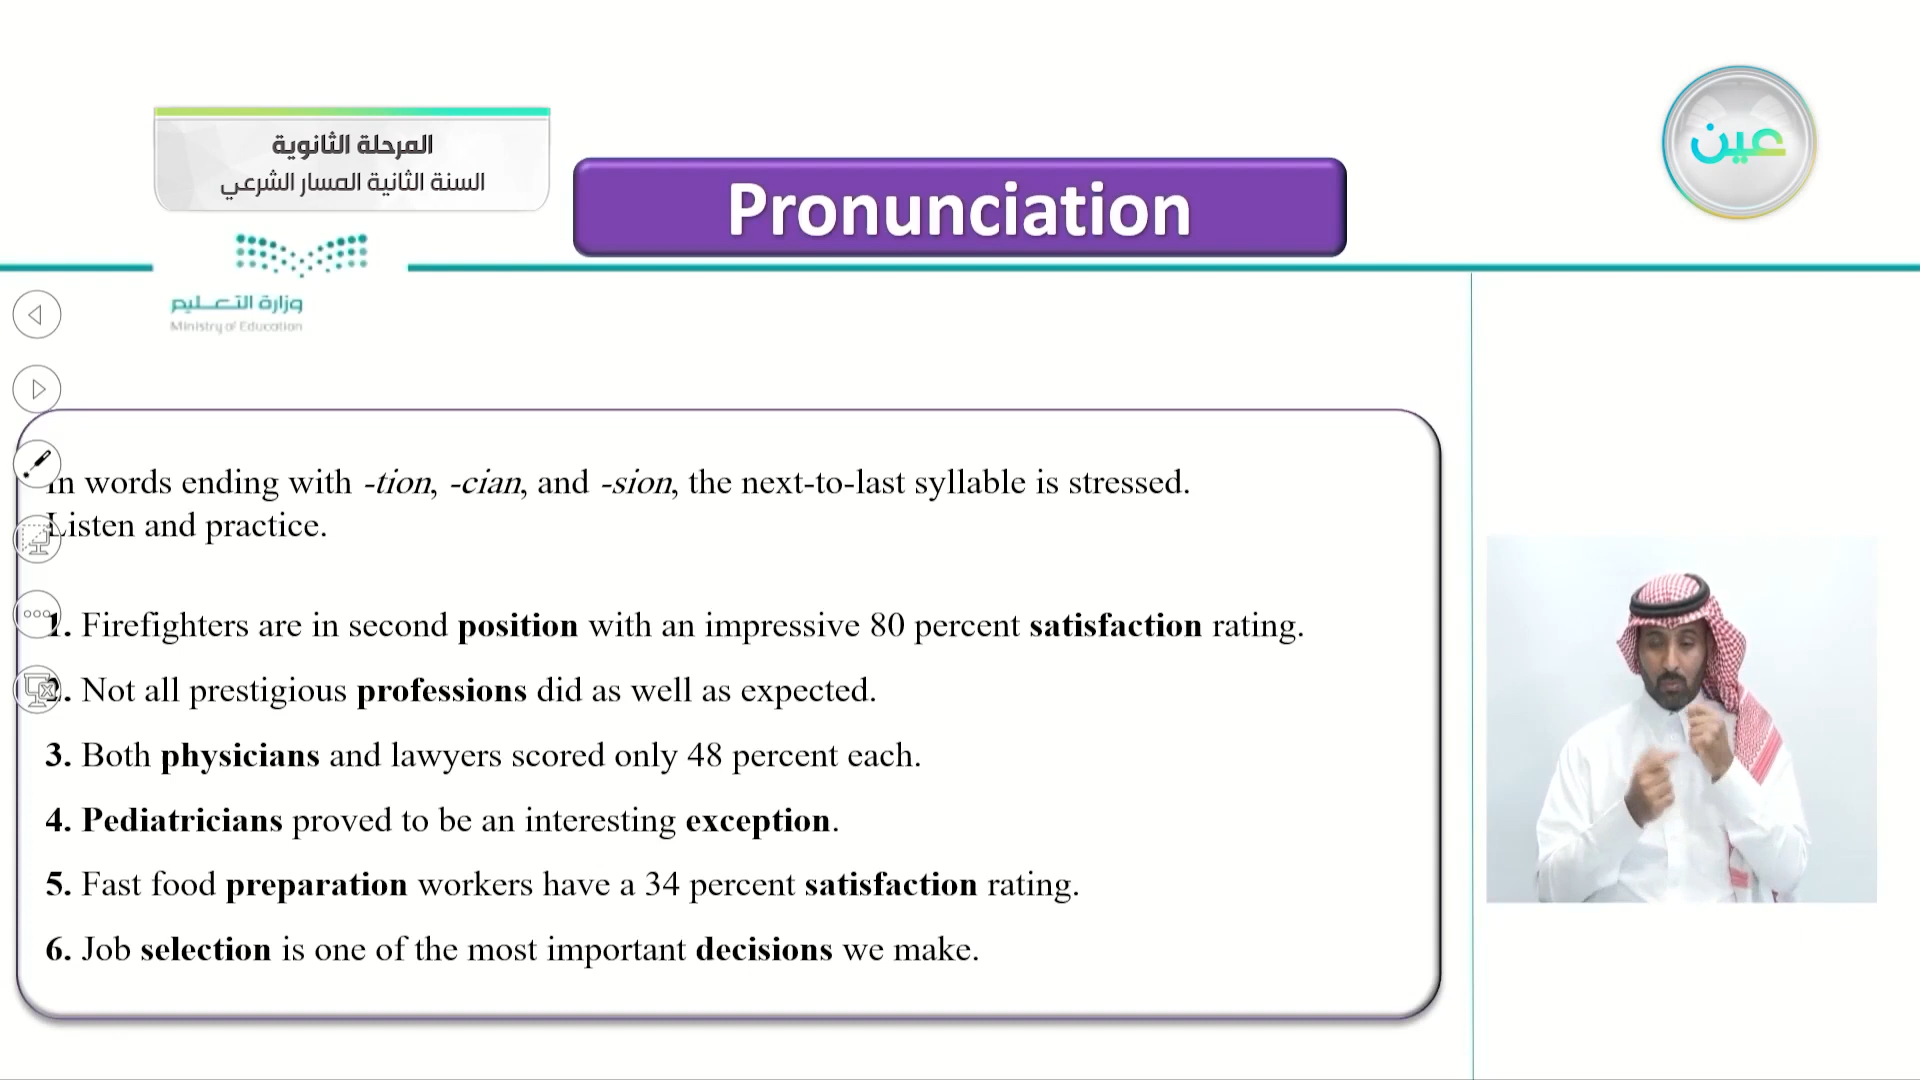 المرحلة الثانوية
السنة الثانية المسار الشرعي
Pronunciation
عين
وزارة التعليم
Ministry of Education
In words ending with -tion, -cian, and -sion, the next-to-last syllable is stressed.
Listen and practice.
1. Firefighters are in second position with an impressive 80 percent satisfaction rating.
2. Not all prestigious professions did as well as expected.
3. Both physicians and lawyers scored only 48 percent each.
4. Pediatricians proved to be an interesting exception.
5. Fast food preparation workers have a 34 percent satisfaction rating.
6. Job selection is one of the most important decisions we make.